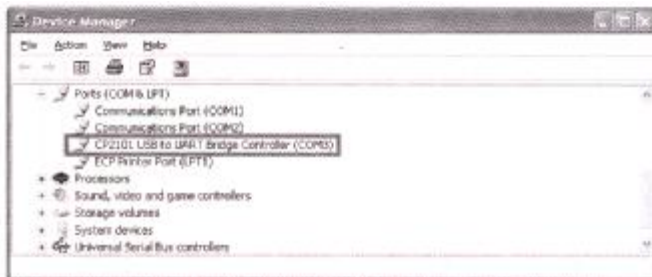 Device Manager
File Action View Help
Ports (COM & LPT)
Communications Port (COM1)
Communications Port (COM2)
CP2101 USB to UART Bridge Controller (COM3)
ECP Printer Port (LPT1)
Processors
Sound, video and game controllers
Storage volumes
System devices
Universal Serial Bus controllers